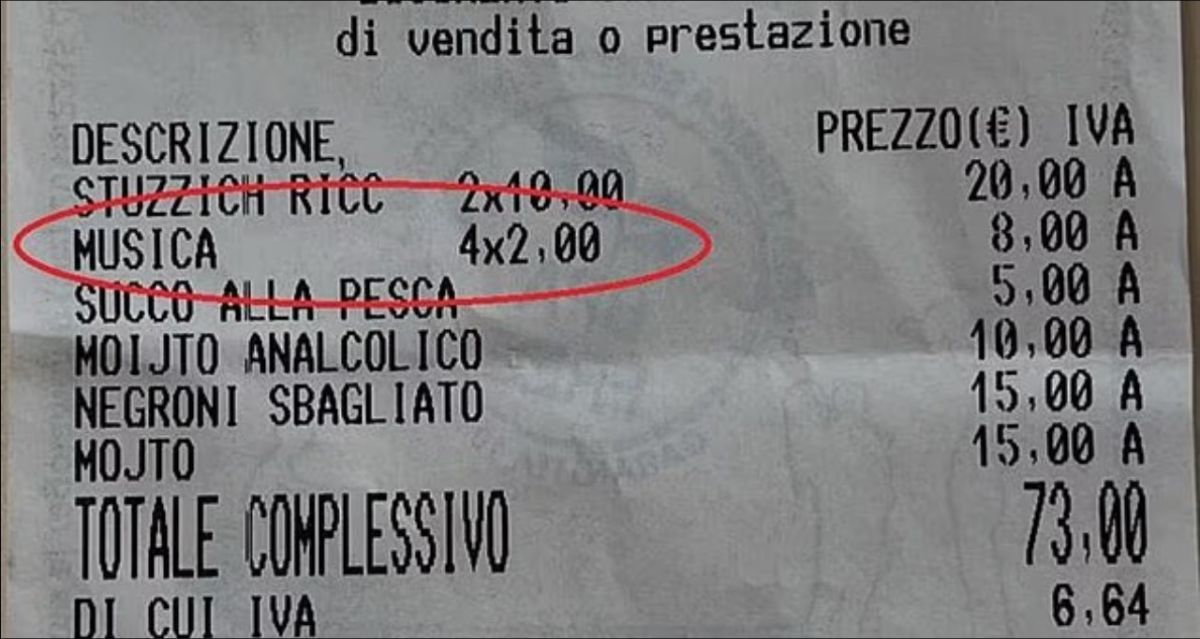 di vendita o prestazione
DESCRIZIONE, PREZZO(€) IVA
STUZZICH RICC 2x10,00 20,00 A
MUSICA 4x2,00 8,00 A
SUCCO ALLA PESCA 5,00 A
MOIJTO ANALCOLICO 10,00 A
NEGRONI SBAGLIATO 15,00 A
MOJTO 15,00 A
TOTALE COMPLESSIVO 73,00
DI CUI IVA 6,64